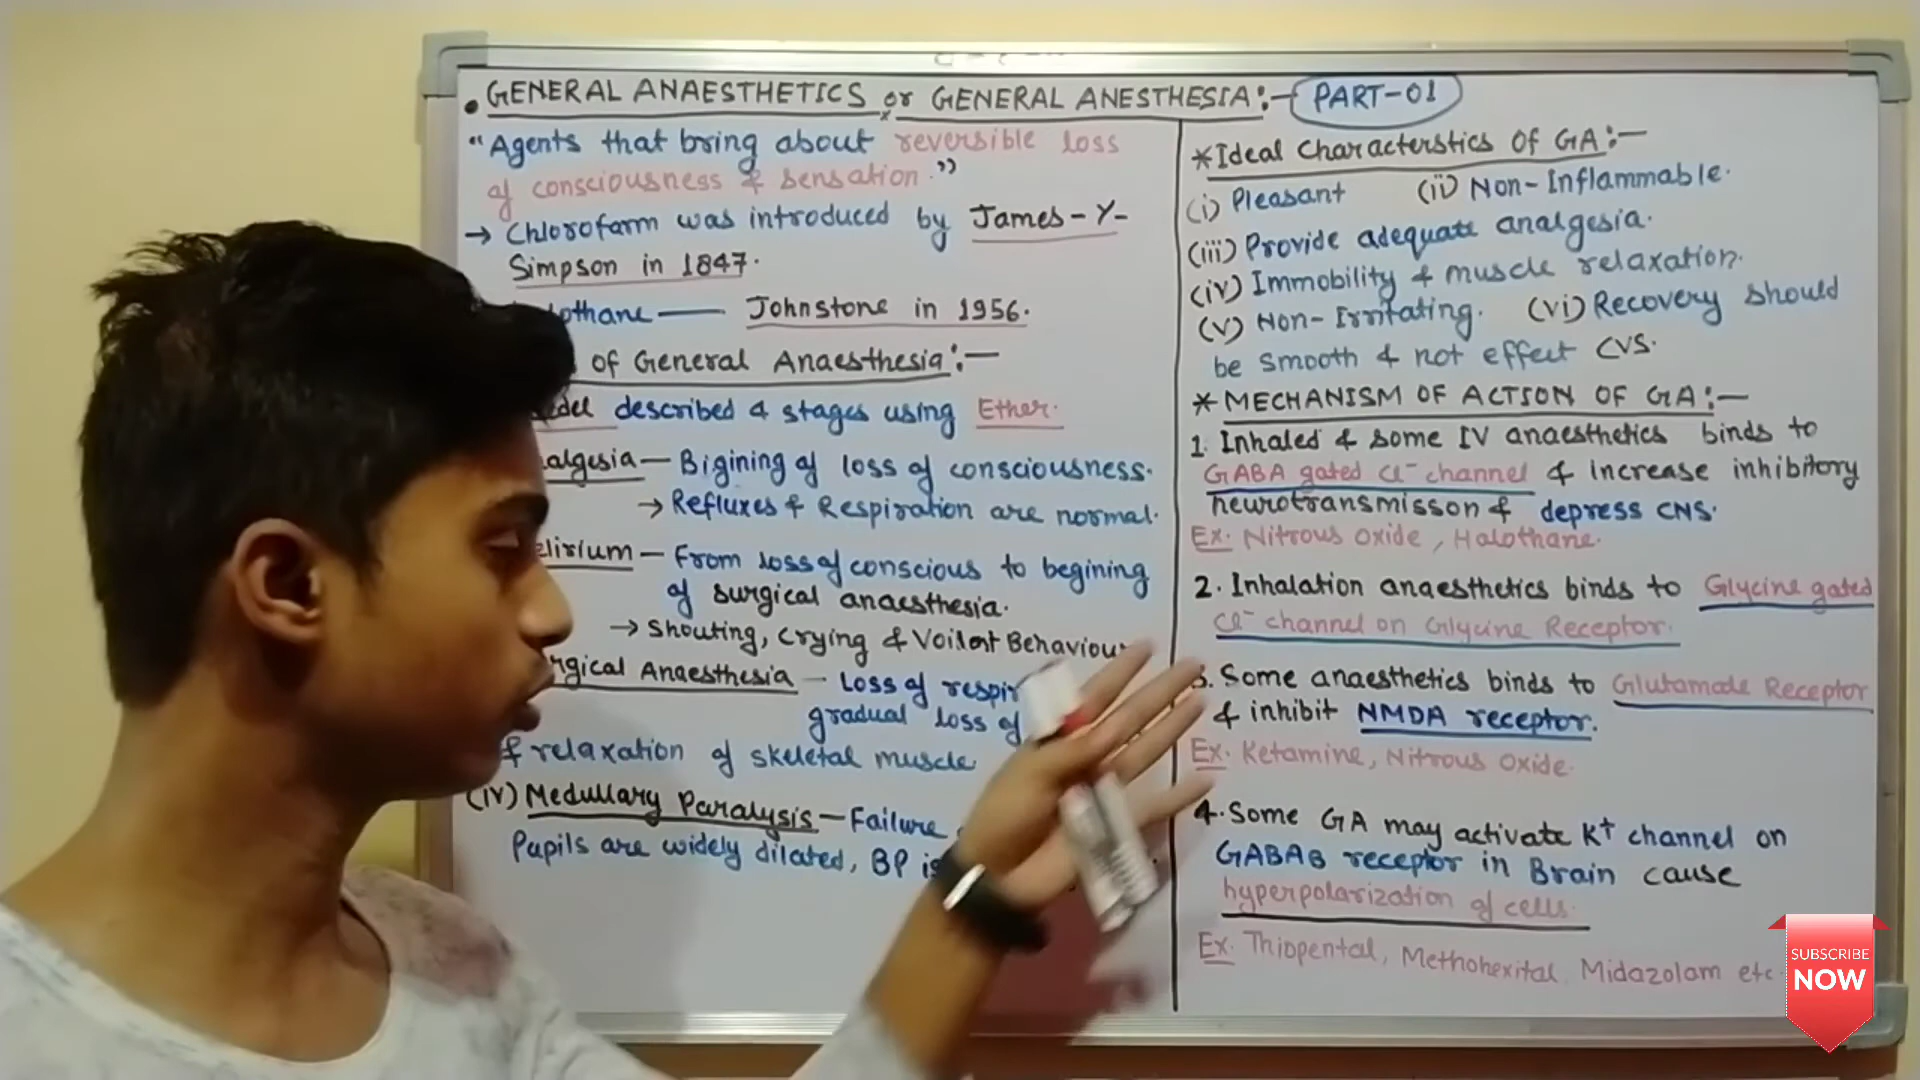 • GENERAL ANAESTHETICS or GENERAL ANESTHESIA:- PART-01
"Agents that bring about reversible loss
of consciousness & sensation."
→ Chlorofarm was introduced by James-Y-
Simpson in 1847.
othane — Johnstone in 1956.
of General Anaesthesia:-
edel described 4 stages using Ether.
algesia — Bigining of loss of consciousness.
→ Refluxes & Respiration are normal.
elirium — From loss of conscious to begining
of surgical anaesthesia.
→ Shouting, Crying & Voilent Behaviour
rgical Anaesthesia - Loss of respir
gradual loss of
& relaxation of skeletal muscle
(iv) Medullary Paralysis - Failure
Pupils are widely dilated, BP is
*Ideal Characterstics Of GA:-
(i) Pleasant (ii) Non-Inflammable.
(iii) Provide adequate analgesia.
(iv) Immobility & muscle relaxation.
(v) Non-Irritating. (vi) Recovery should
be smooth & not effect CVS.
* MECHANISM OF ACTION OF GA:-
1. Inhaled & some IV anaesthetics binds to
GABA gated Cl⁻ channel & increase inhibitory
neurotransmisson & depress CNS.
Ex. Nitrous oxide, Halothane.
2. Inhalation anaesthetics binds to Glycine gated
Cl⁻ channel on Glycine Receptor.
3. Some anaesthetics binds to Glutamate Receptor
& inhibit NMDA receptor.
Ex. Ketamine, Nitrous oxide.
4. Some GA may activate K⁺ channel on
GABAB receptor in Brain cause
hyperpolarization of cells.
Ex. Thiopental, Methohexital, Midazolam etc.
SUBSCRIBE
NOW